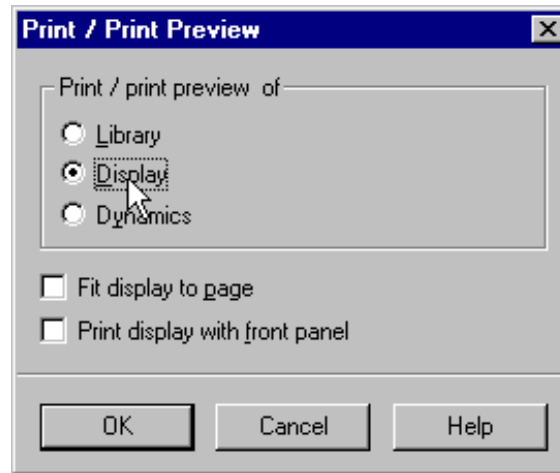 Print / Print Preview
Print / print preview of
Library
Display
Dynamics
Fit display to page
Print display with front panel
OK Cancel Help